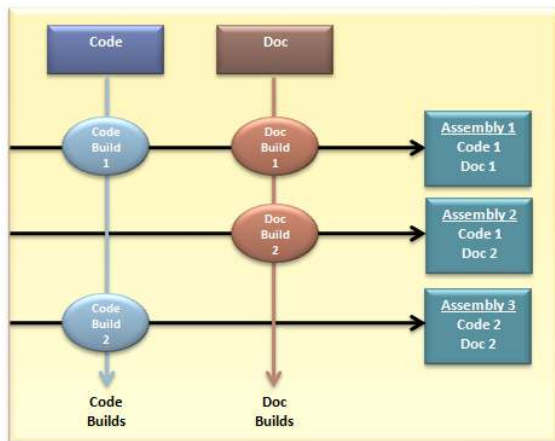 Code
Doc
Code
Build
1
Doc
Build
1
Assembly 1
Code 1
Doc 1
Doc
Build
2
Assembly 2
Code 1
Doc 2
Code
Build
2
Assembly 3
Code 2
Doc 2
Code
Builds
Doc
Builds